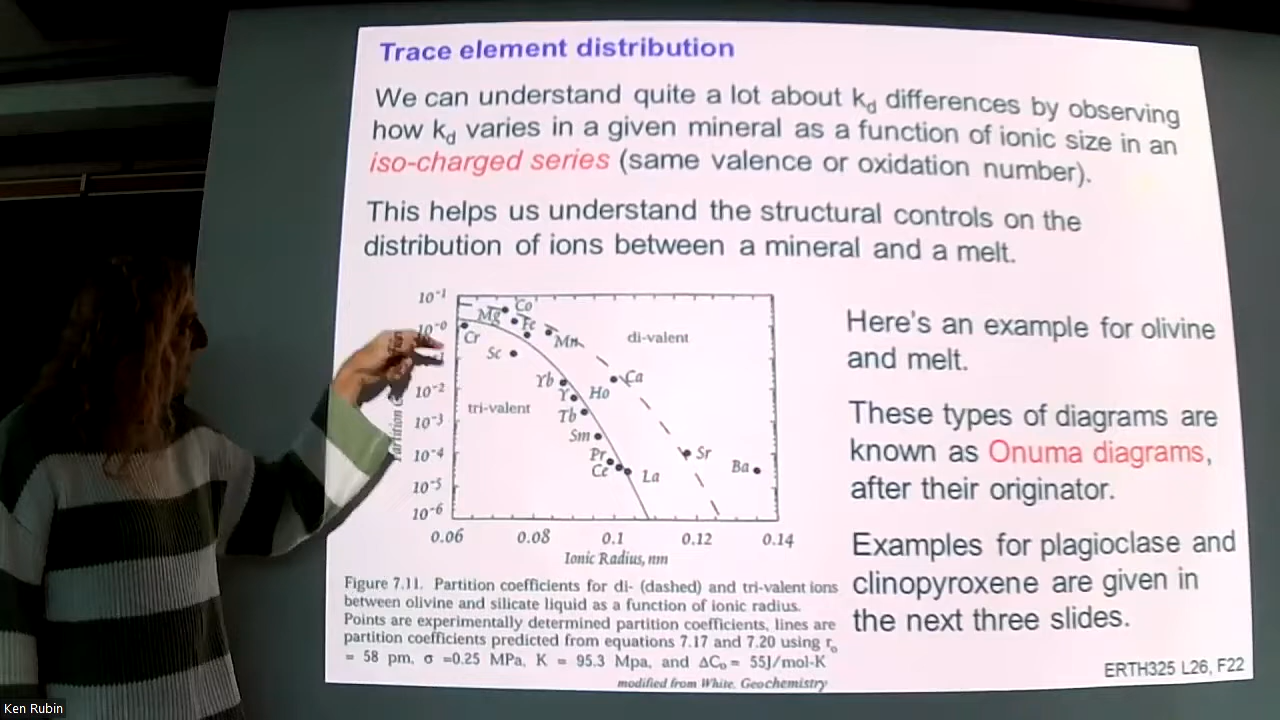 Trace element distribution
We can understand quite a lot about kd differences by observing
how kd varies in a given mineral as a function of ionic size in an
iso-charged series (same valence or oxidation number).
This helps us understand the structural controls on the
distribution of ions between a mineral and a melt.
10⁻¹
10⁻⁰
10⁻²
10⁻³
10⁻⁴
10⁻⁵
10⁻⁶
Mg
Co
Fe
Cr
Mn
di-valent
Sc
Yb
Ca
Y
Ho
tri-valent
Tb
Sm
Pr
Sr
Ce
La
Ba
0.06 0.08 0.1 0.12 0.14
Ionic Radius, nm
Here's an example for olivine
and melt.
These types of diagrams are
known as Onuma diagrams,
after their originator.
Examples for plagioclase and
clinopyroxene are given in
the next three slides.
Figure 7.11. Partition coefficients for di- (dashed) and tri-valent ions
between olivine and silicate liquid as a function of ionic radius.
Points are experimentally determined partition coefficients, lines are
partition coefficients predicted from equations 7.17 and 7.20 using ro
= 58 pm, σ =0.25 MPa, K = 95.3 Mpa, and ΔCo = 55J/mol-K
modified from White, Geochemistry
ERTH325 L26, F22
Ken Rubin